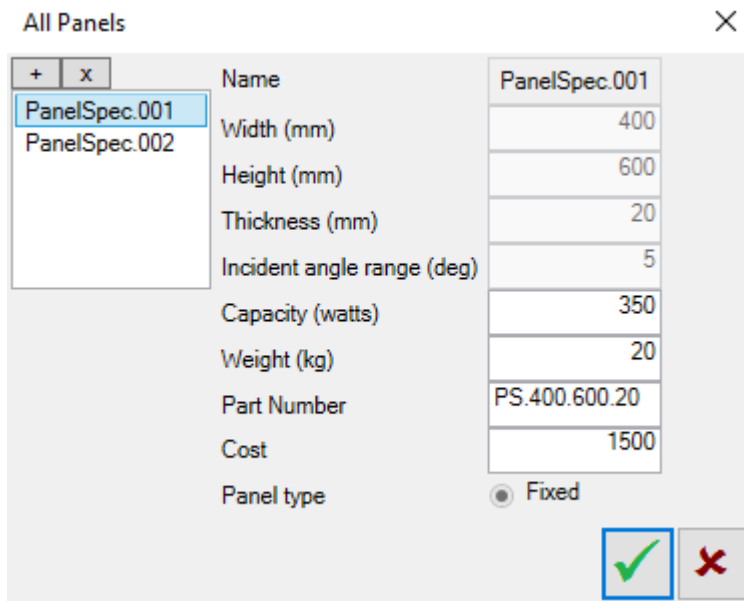 All Panels
+ x
PanelSpec.001
PanelSpec.002
Name PanelSpec.001
Width (mm) 400
Height (mm) 600
Thickness (mm) 20
Incident angle range (deg) 5
Capacity (watts) 350
Weight (kg) 20
Part Number PS.400.600.20
Cost 1500
Panel type Fixed